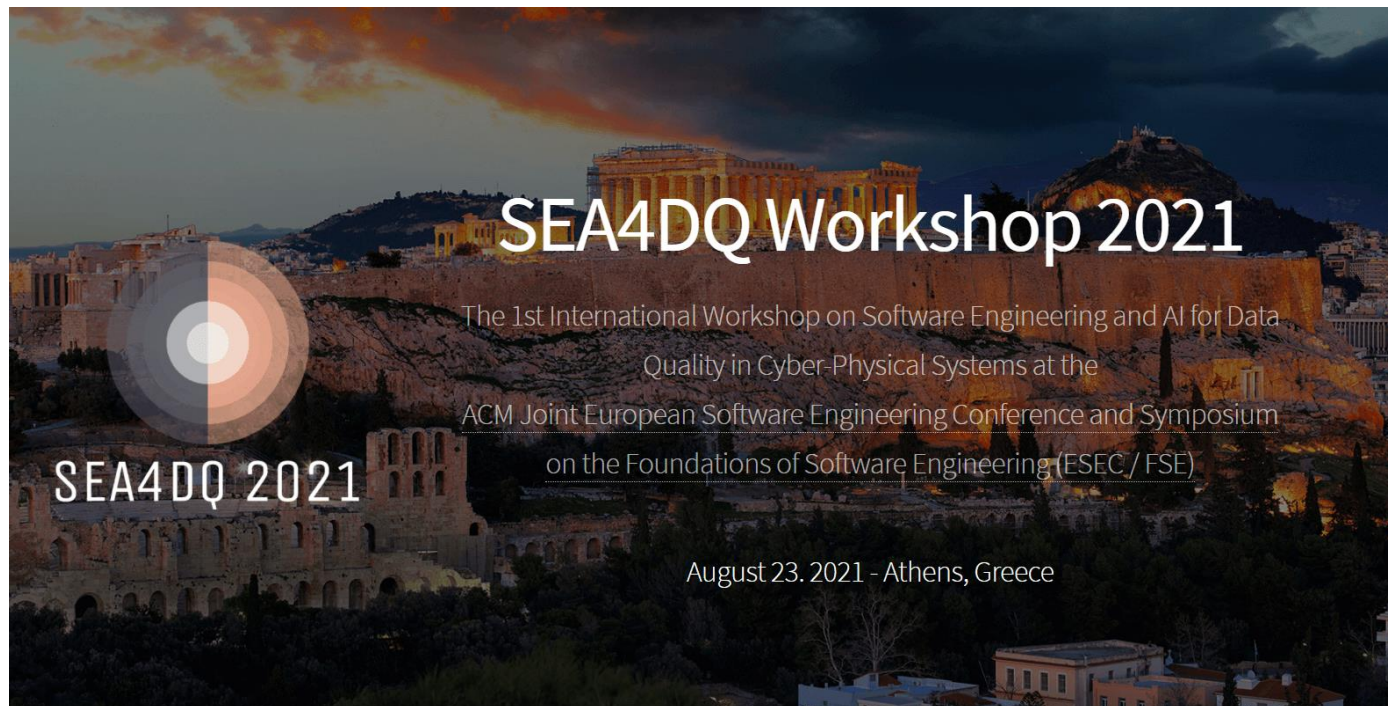 SEA4DQ Workshop 2021
The 1st International Workshop on Software Engineering and AI for Data
Quality in Cyber-Physical Systems at the
ACM Joint European Software Engineering Conference and Symposium
on the Foundations of Software Engineering (ESEC / FSE)
SEA4DQ 2021
August 23. 2021 - Athens, Greece